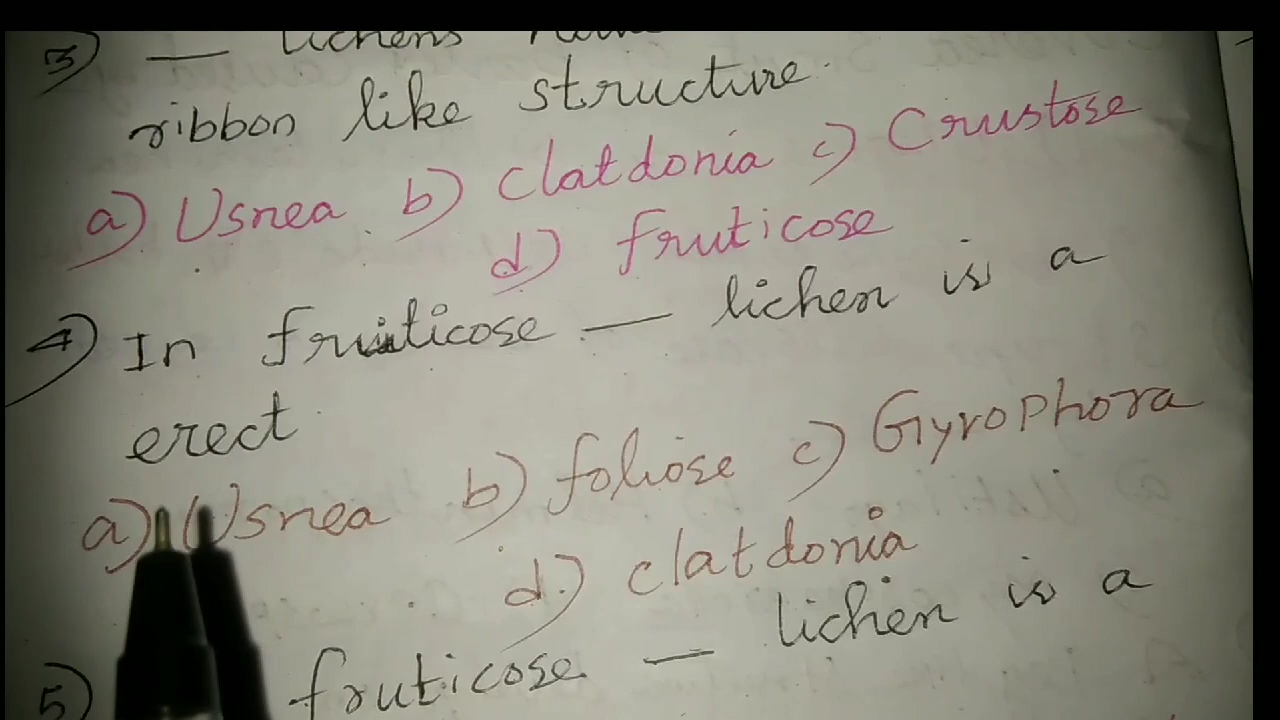 3) — lichens
ribbon like structure.
a) Usnea b) Clatdonia c) Crustose
d) fruticose
4) In fruiticose — lichen is a
erect
a) Usnea b) foliose c) Gyrophora
d.) Clatdonia
5) fruticose — lichen is a